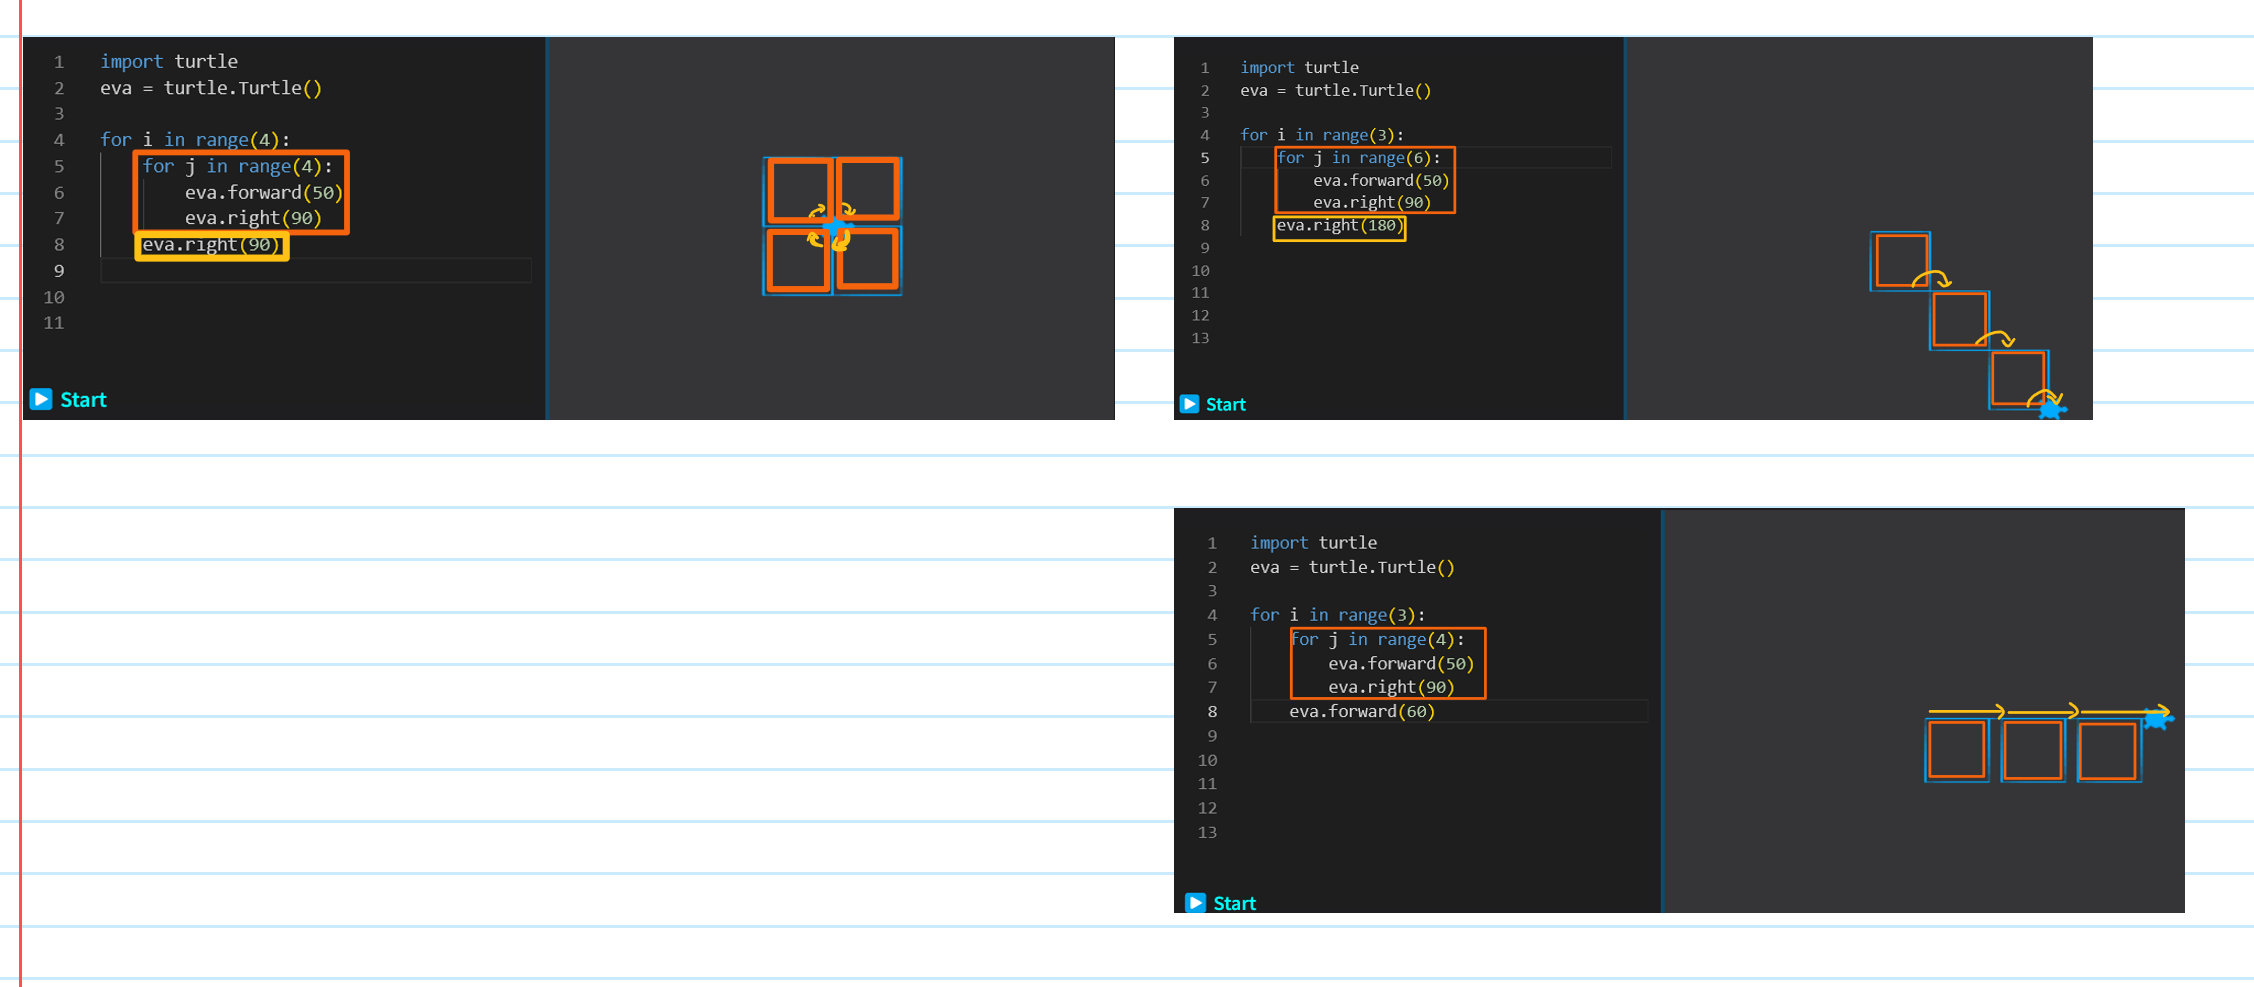 1 import turtle
2 eva = turtle.Turtle()
3
4 for i in range(4):
5 for j in range(4):
6 eva.forward(50)
7 eva.right(90)
8 eva.right(90)
9
10
11
Start
1 import turtle
2 eva = turtle.Turtle()
3
4 for i in range(3):
5 for j in range(6):
6 eva.forward(50)
7 eva.right(90)
8 eva.right(180)
9
10
11
12
13
Start
1 import turtle
2 eva = turtle.Turtle()
3
4 for i in range(3):
5 for j in range(4):
6 eva.forward(50)
7 eva.right(90)
8 eva.forward(60)
9
10
11
12
13
Start